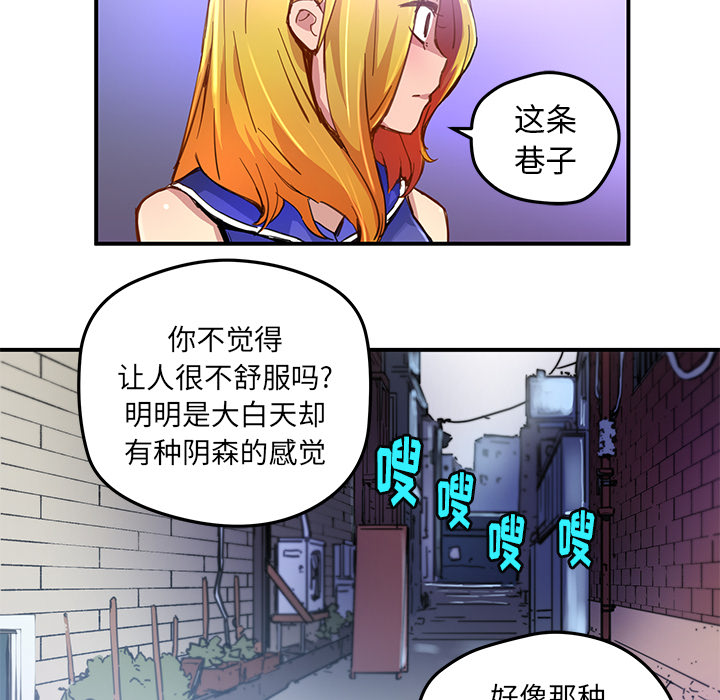 这条
巷子
你不觉得
让人很不舒服吗?
明明是大白天却
有种阴森的感觉
嗖
嗖
嗖
嗖
好像那种